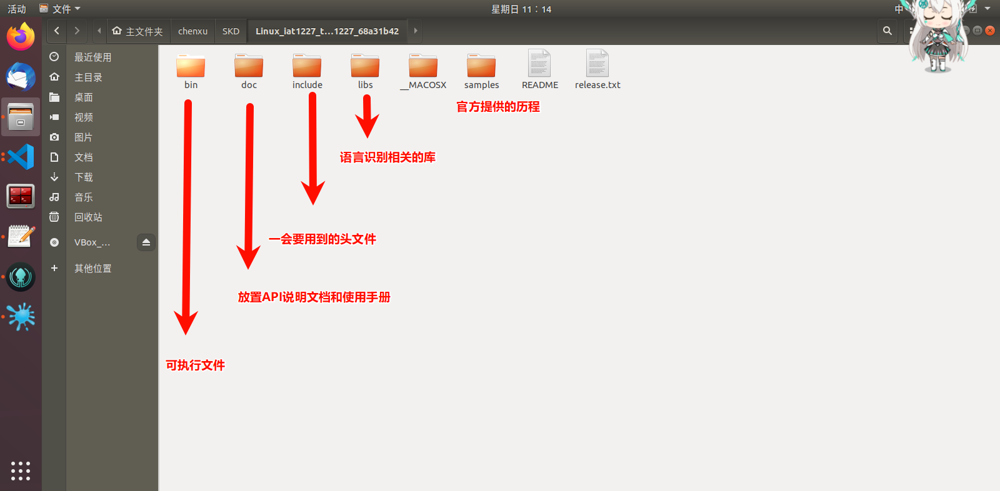 活动
文件
星期日 11：14
中
主文件夹
chenxu
SKD
Linux_iat1227_t...1227_68a31b42
最近使用
主目录
桌面
视频
图片
文档
下载
音乐
回收站
VBox_...
其他位置
bin
doc
include
libs
__MACOSX
samples
README
release.txt
官方提供的历程
语言识别相关的库
一会要用到的头文件
放置API说明文档和使用手册
可执行文件